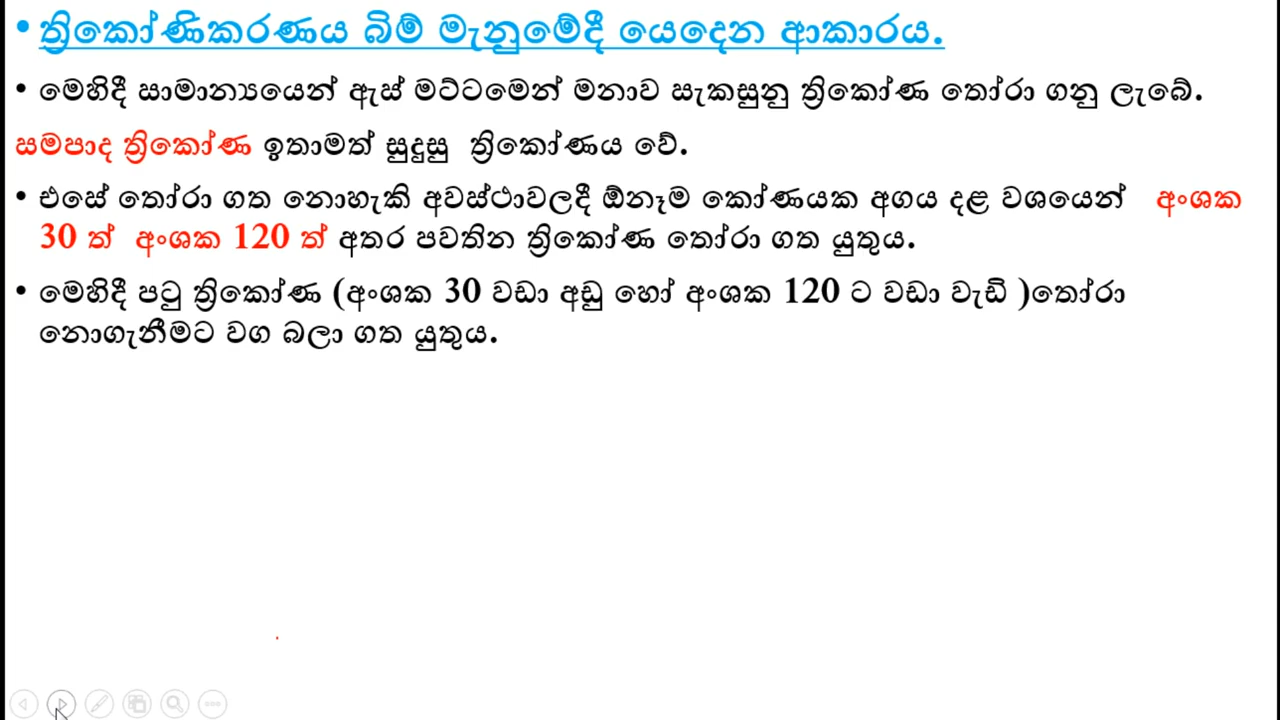 • ත්‍රිකෝණිකරණය බිම් මැනුමේදී යෙදෙන ආකාරය.
• මෙහිදී සාමාන්‍යයෙන් ඇස් මට්ටමෙන් මනාව සැකසුනු ත්‍රිකෝණ තෝරා ගනු ලැබේ.
සමපාද ත්‍රිකෝණ ඉතාමත් සුදුසු ත්‍රිකෝණය වේ.
• එසේ තෝරා ගත නොහැකි අවස්ථාවලදී ඕනෑම කෝණයක අගය දළ වශයෙන් අංශක
30 ත් අංශක 120 ත් අතර පවතින ත්‍රිකෝණ තෝරා ගත යුතුය.
• මෙහිදී පටු ත්‍රිකෝණ (අංශක 30 වඩා අඩු හෝ අංශක 120 ට වඩා වැඩි )තෝරා
නොගැනීමට වග බලා ගත යුතුය.